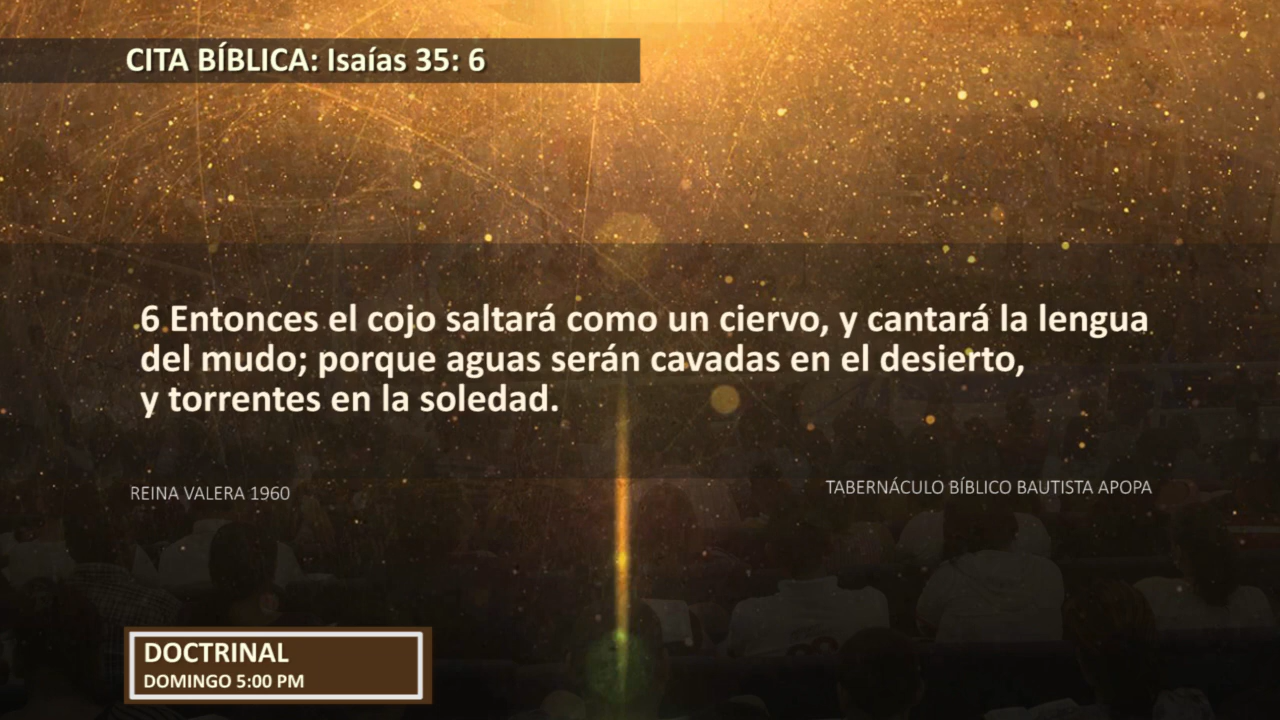 CITA BÍBLICA: Isaías 35: 6
6 Entonces el cojo saltará como un ciervo, y cantará la lengua
del mudo; porque aguas serán cavadas en el desierto,
y torrentes en la soledad.
REINA VALERA 1960
TABERNÁCULO BÍBLICO BAUTISTA APOPA
DOCTRINAL
DOMINGO 5:00 PM